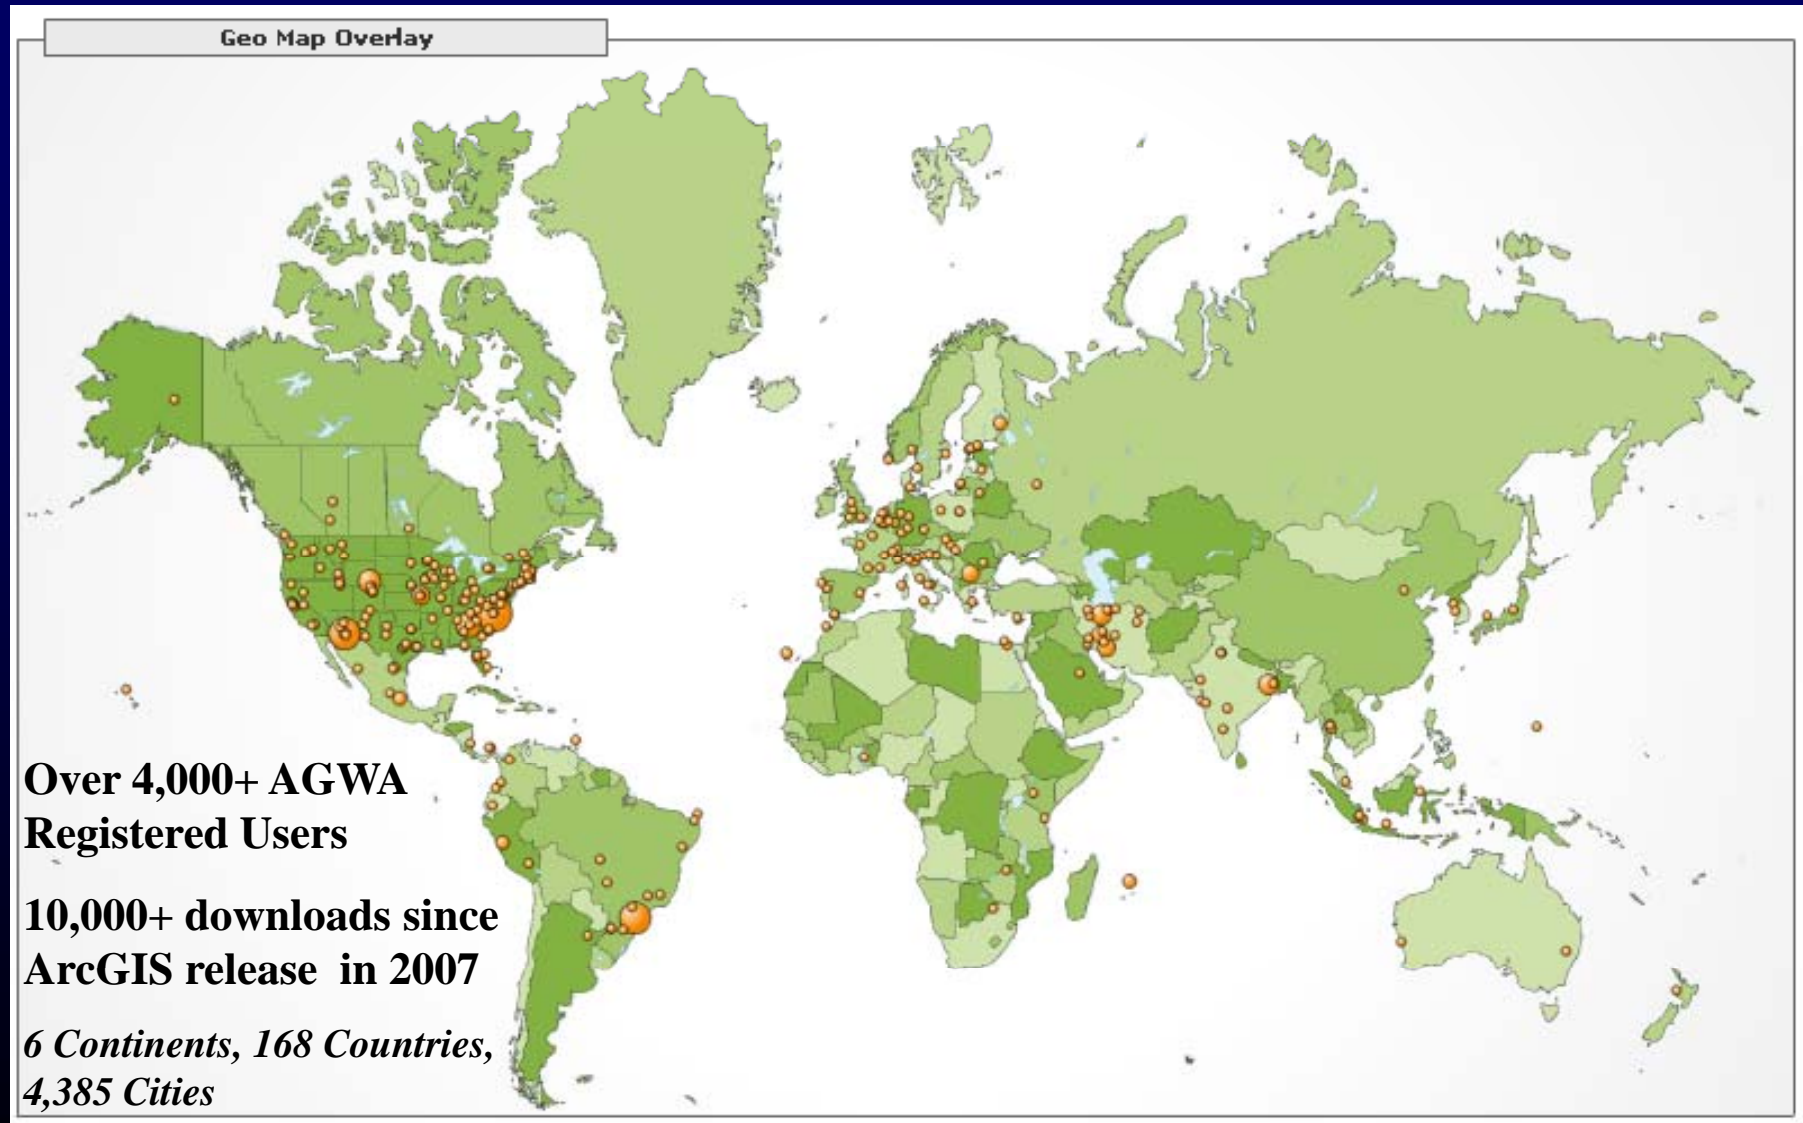 Geo Map Overlay
Over 4,000+ AGWA
Registered Users
10,000+ downloads since
ArcGIS release in 2007
6 Continents, 168 Countries,
4,385 Cities